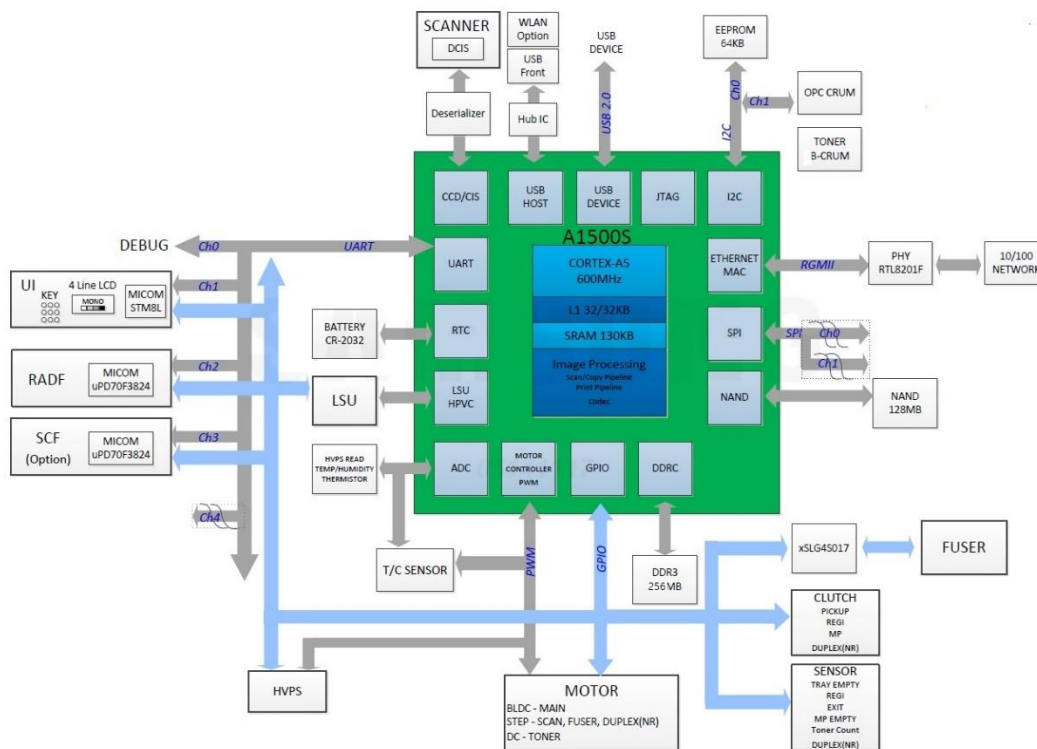 SCANNER
DCIS
WLAN
Option
USB
Front
USB
DEVICE
EEPROM
64KB
OPC CRUM
TONER
B-CRUM
Deserializer
Hub IC
USB 2.0
I2C
Ch0
Ch1
CCD/CIS
USB
HOST
USB
DEVICE
JTAG
I2C
A1500S
DEBUG
Ch0
UART
UART
CORTEX-A5
600MHz
L1 32/32KB
SRAM 130KB
Image Processing
Scan/Copy Pipeline
Print Pipeline
Codec
ETHERNET
MAC
RGMII
PHY
RTL8201F
10/100
NETWORK
UI
KEY
4 Line LCD
MONO
MICOM
STM8L
Ch1
BATTERY
CR-2032
RTC
SPI
SPI
Ch0
Ch1
RADF
MICOM
uPD70F3824
Ch2
LSU
LSU
HPVC
NAND
NAND
128MB
SCF
(Option)
MICOM
uPD70F3824
Ch3
HVPS READ
TEMP/HUMIDITY
THERMISTOR
ADC
MOTOR
CONTROLLER
PWM
GPIO
DDRC
Ch4
T/C SENSOR
PWM
GPIO
DDR3
256MB
xSLG4S017
FUSER
CLUTCH
PICKUP
REGI
MP
DUPLEX(NR)
HVPS
MOTOR
BLDC - MAIN
STEP - SCAN, FUSER, DUPLEX(NR)
DC - TONER
SENSOR
TRAY EMPTY
REGI
EXIT
MP EMPTY
Toner Count
DUPLEX(NR)